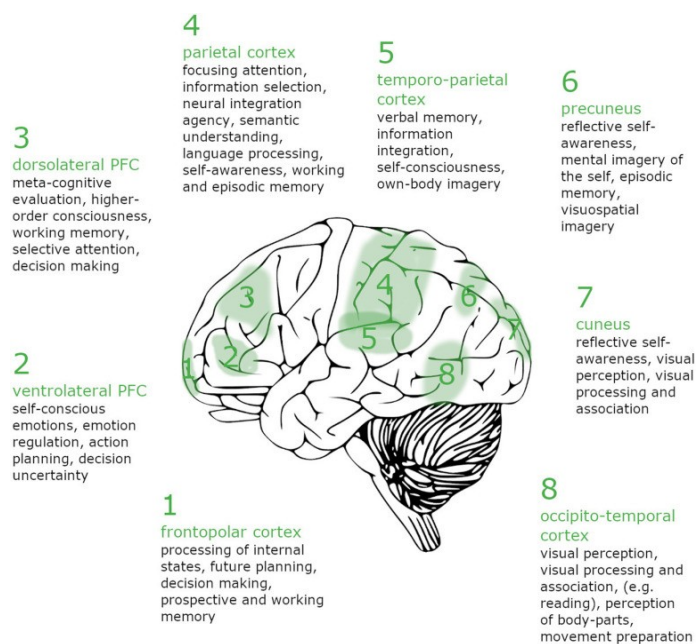 4
parietal cortex
focusing attention,
information selection,
neural integration
agency, semantic
understanding,
language processing,
self-awareness, working
and episodic memory
5
temporo-parietal
cortex
verbal memory,
information
integration,
self-consciousness,
own-body imagery
6
precuneus
reflective self-
awareness,
mental imagery of
the self, episodic
memory,
visuospatial
imagery
3
dorsolateral PFC
meta-cognitive
evaluation, higher-
order consciousness,
working memory,
selective attention,
decision making
7
cuneus
reflective self-
awareness, visual
perception, visual
processing and
association
2
ventrolateral PFC
self-conscious
emotions, emotion
regulation, action
planning, decision
uncertainty
1
frontopolar cortex
processing of internal
states, future planning,
decision making,
prospective and working
memory
8
occipito-temporal
cortex
visual perception,
visual processing and
association, (e.g.
reading), perception
of body-parts,
movement preparation
3
4
6
7
5
2
1
8